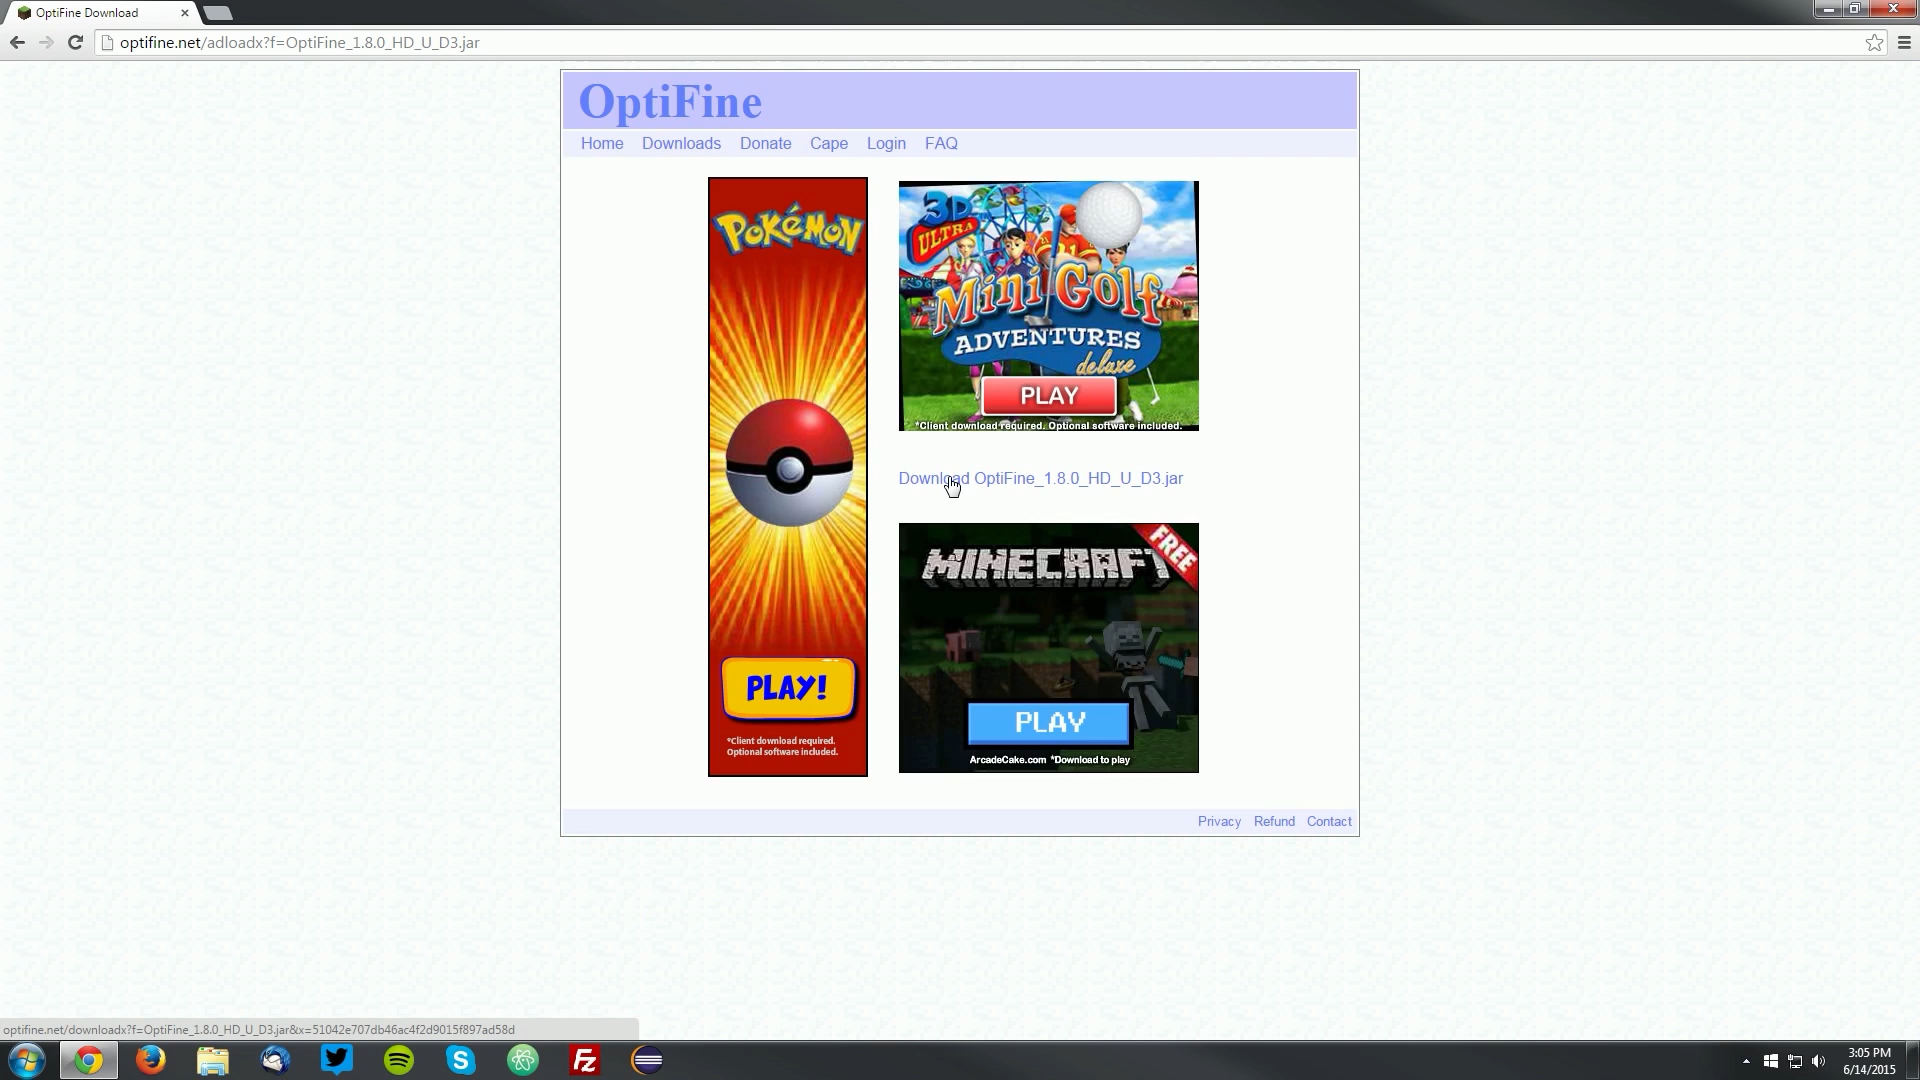 OptiFine Download
optifine.net/adloadx?f=OptiFine_1.8.0_HD_U_D3.jar
OptiFine
Home Downloads Donate Cape Login FAQ
POKéMON
PLAY!
*Client download required.
Optional software included.
3D
ULTRA
Mini Golf
ADVENTURES
deluxe
PLAY
*Client download required. Optional software included.
Download OptiFine_1.8.0_HD_U_D3.jar
FREE
MINECRAFT
PLAY
ArcadeCake.com *Download to play
Privacy Refund Contact
optifine.net/downloadx?f=OptiFine_1.8.0_HD_U_D3.jar&x=51042e707db46ac4f2d9015f897ad58d
3:05 PM
6/14/2015